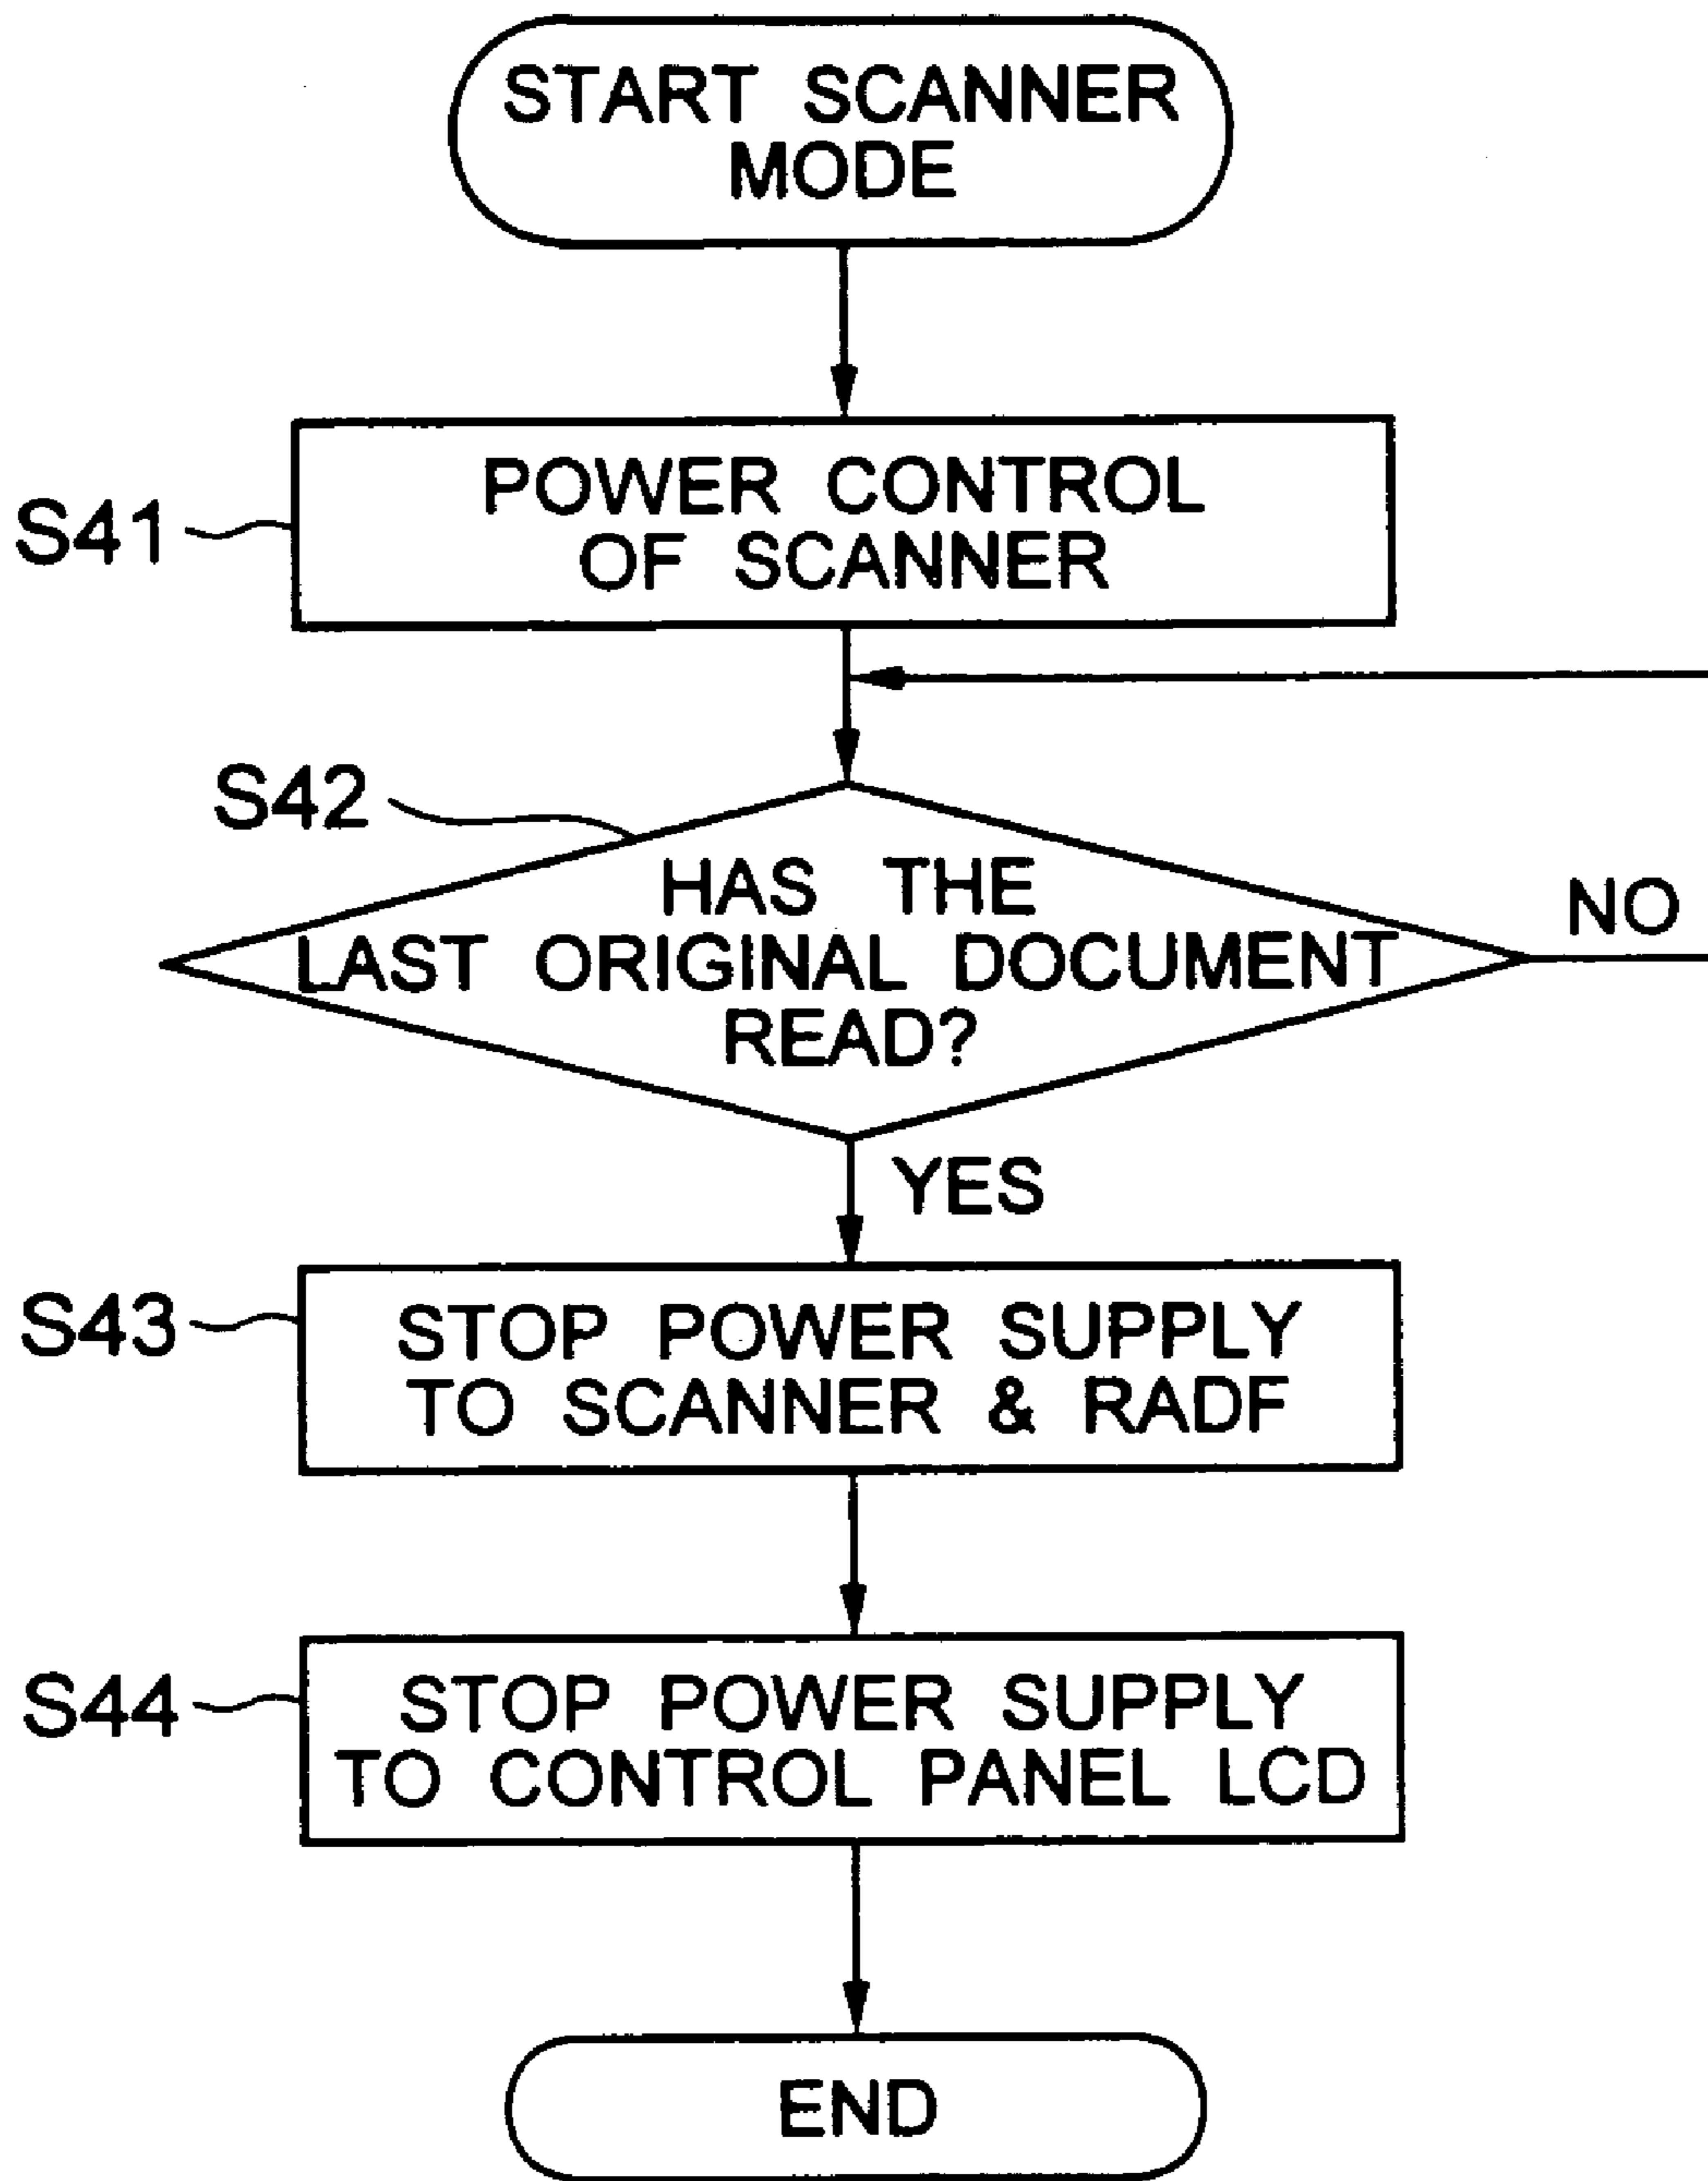 START SCANNER
MODE
S41
POWER CONTROL
OF SCANNER
S42
HAS THE
LAST ORIGINAL DOCUMENT
READ?
NO
YES
S43
STOP POWER SUPPLY
TO SCANNER & RADF
S44
STOP POWER SUPPLY
TO CONTROL PANEL LCD
END